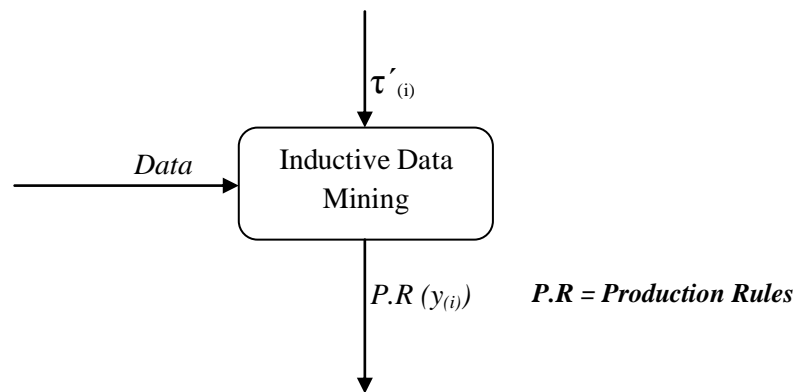 τ´(i)
Data
Inductive Data
Mining
P.R (y(i))
P.R = Production Rules